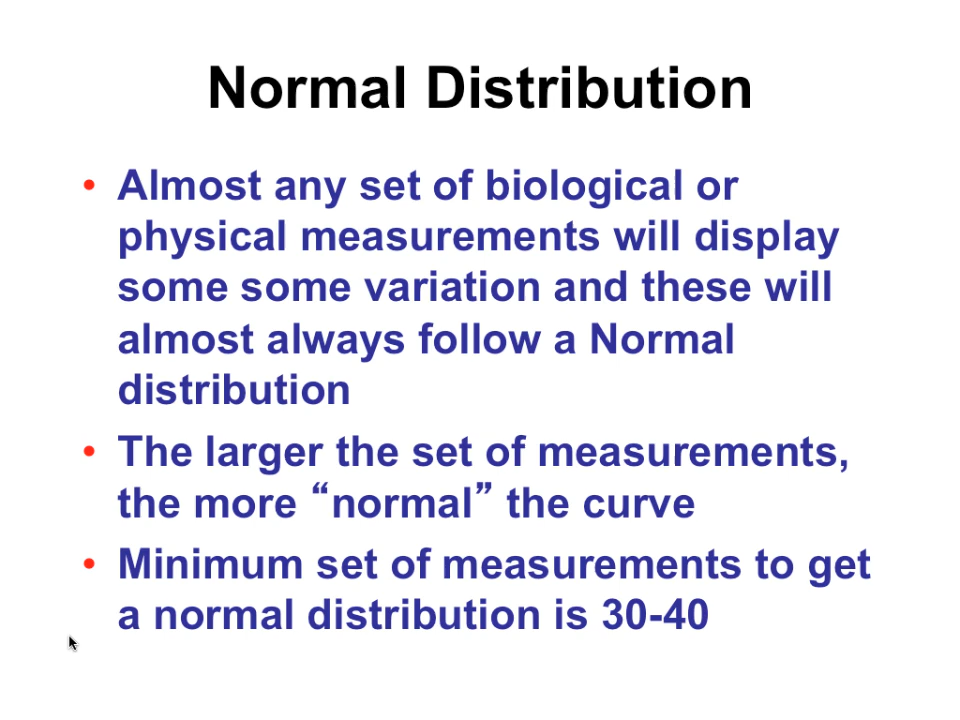 Normal Distribution
• Almost any set of biological or
physical measurements will display
some some variation and these will
almost always follow a Normal
distribution
• The larger the set of measurements,
the more “normal” the curve
• Minimum set of measurements to get
a normal distribution is 30-40